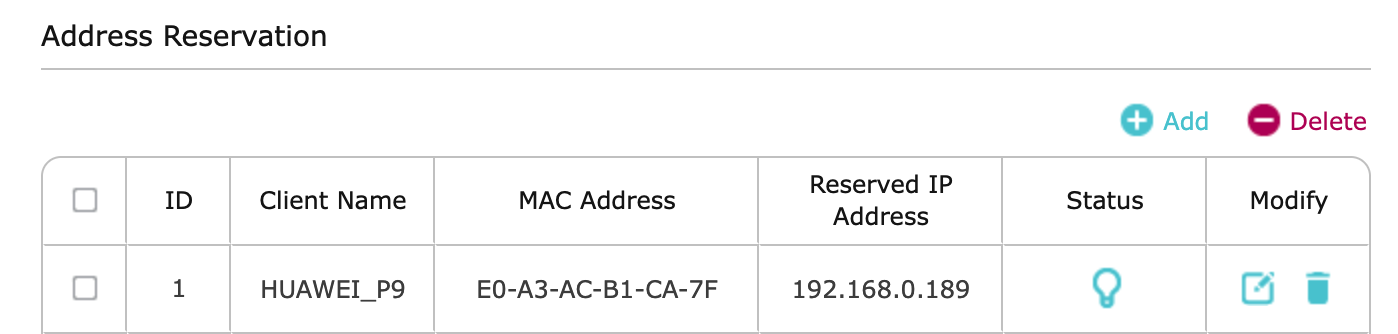 Address Reservation
Add Delete
ID Client Name MAC Address Reserved IP Address Status Modify
1 HUAWEI_P9 E0-A3-AC-B1-CA-7F 192.168.0.189